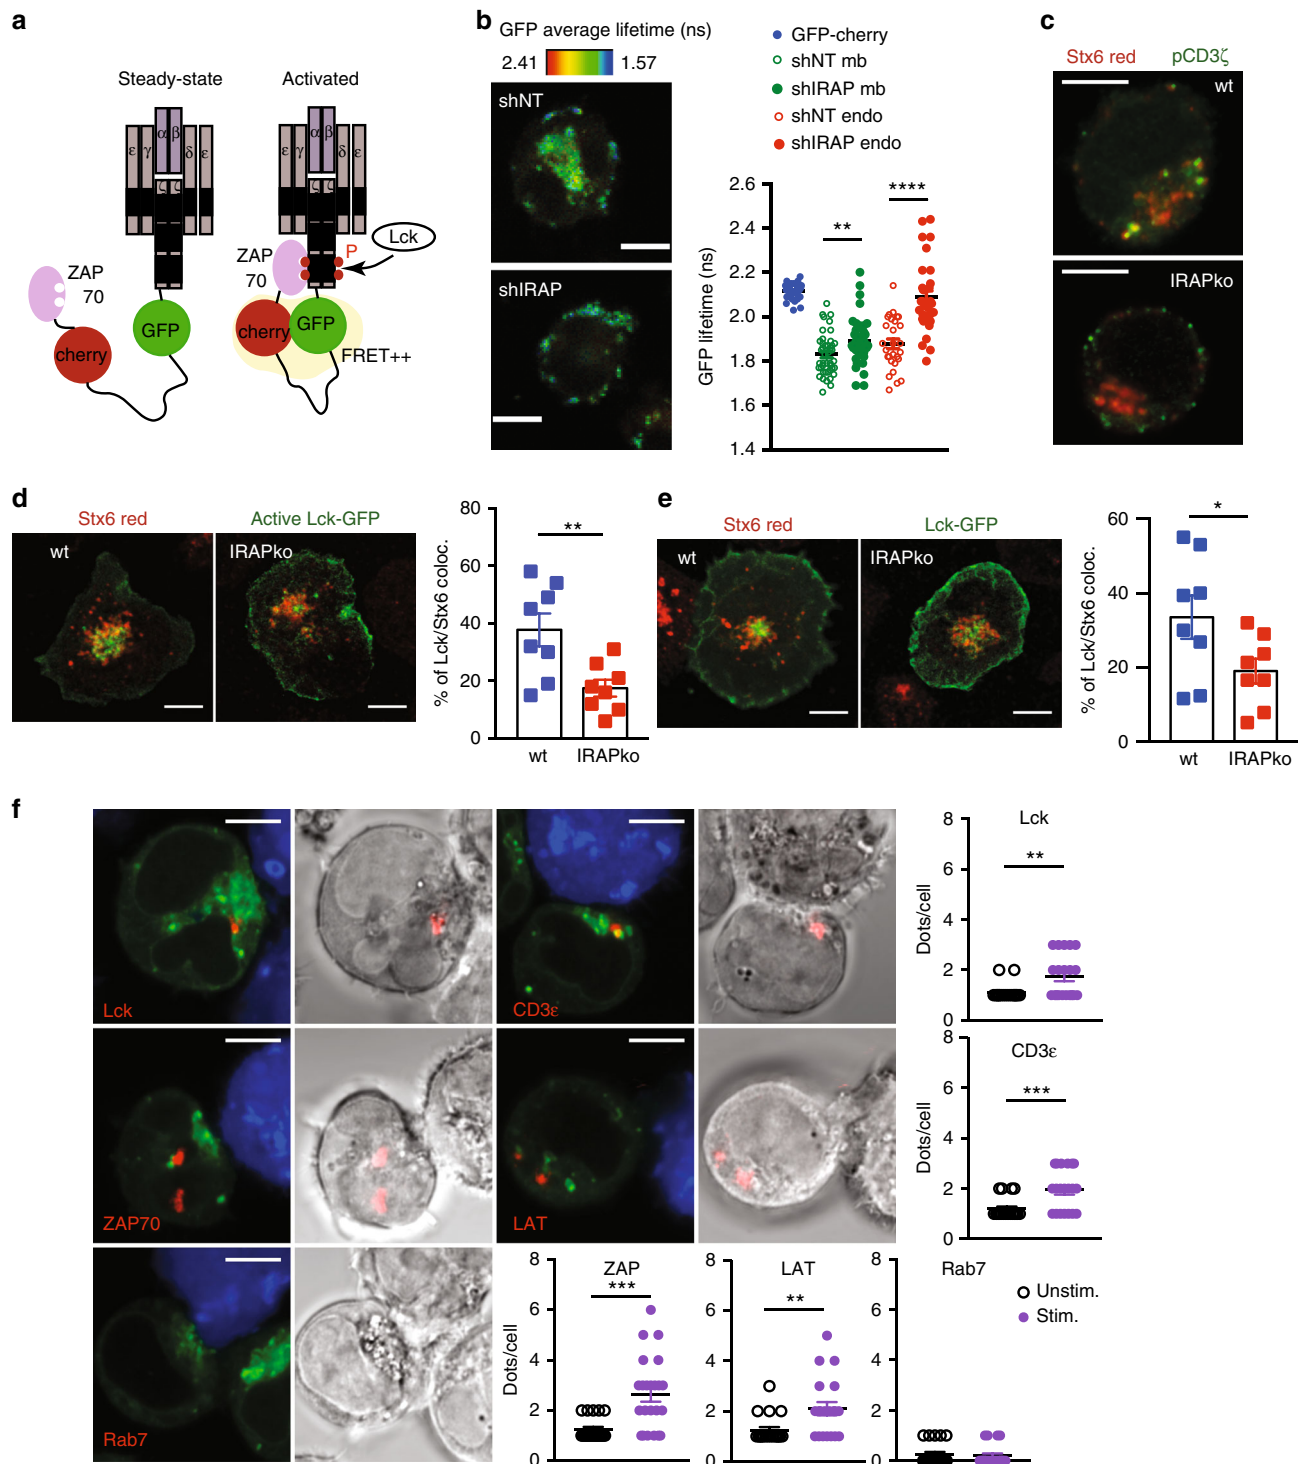 a
Steady-state
Activated
ε γ α β δ ε
ζ ζ
ε γ α β δ ε
ζ ζ
ZAP
70
GFP
cherry
ZAP
70
P
Lck
cherry
GFP
FRET++
b
GFP average lifetime (ns)
2.41
1.57
shNT
shIRAP
GFP-cherry
shNT mb
shIRAP mb
shNT endo
shIRAP endo
GFP lifetime (ns)
2.6
2.4
2.2
2.0
1.8
1.6
1.4
**
****
c
Stx6 red
pCD3ζ
wt
IRAPko
d
Stx6 red
Active Lck-GFP
wt
IRAPko
% of Lck/Stx6 coloc.
80
60
40
20
0
**
wt
IRAPko
e
Stx6 red
Lck-GFP
wt
IRAPko
% of Lck/Stx6 coloc.
60
40
20
0
*
wt
IRAPko
f
Lck
CD3ε
ZAP70
LAT
Rab7
Lck
Dots/cell
8
6
4
2
0
**
CD3ε
Dots/cell
8
6
4
2
0
***
ZAP
Dots/cell
8
6
4
2
0
***
LAT
8
6
4
2
0
**
Rab7
8
6
4
2
0
Unstim.
Stim.